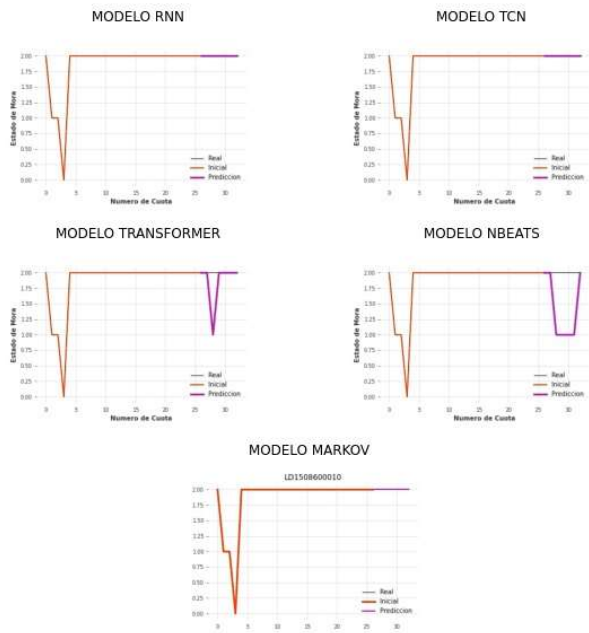 MODELO RNN
MODELO TCN
2.00
1.75
1.50
1.25
1.00
0.75
0.50
0.25
0.00
Estado de Mora
Real
Inicial
Prediccion
0 5 10 15 20 25 30
Numero de Cuota
2.00
1.75
1.50
1.25
1.00
0.75
0.50
0.25
0.00
Estado de Mora
Real
Inicial
Prediccion
0 5 10 15 20 25 30
Numero de Cuota
MODELO TRANSFORMER
MODELO NBEATS
2.00
1.75
1.50
1.25
1.00
0.75
0.50
0.25
0.00
Estado de Mora
Real
Inicial
Prediccion
0 5 10 15 20 25 30
Numero de Cuota
2.00
1.75
1.50
1.25
1.00
0.75
0.50
0.25
0.00
Estado de Mora
Real
Inicial
Prediccion
0 5 10 15 20 25 30
Numero de Cuota
MODELO MARKOV
LD1508600010
2.00
1.75
1.50
1.25
1.00
0.75
0.50
0.25
0.00
Real
Inicial
Prediccion
0 5 10 15 20 25 30